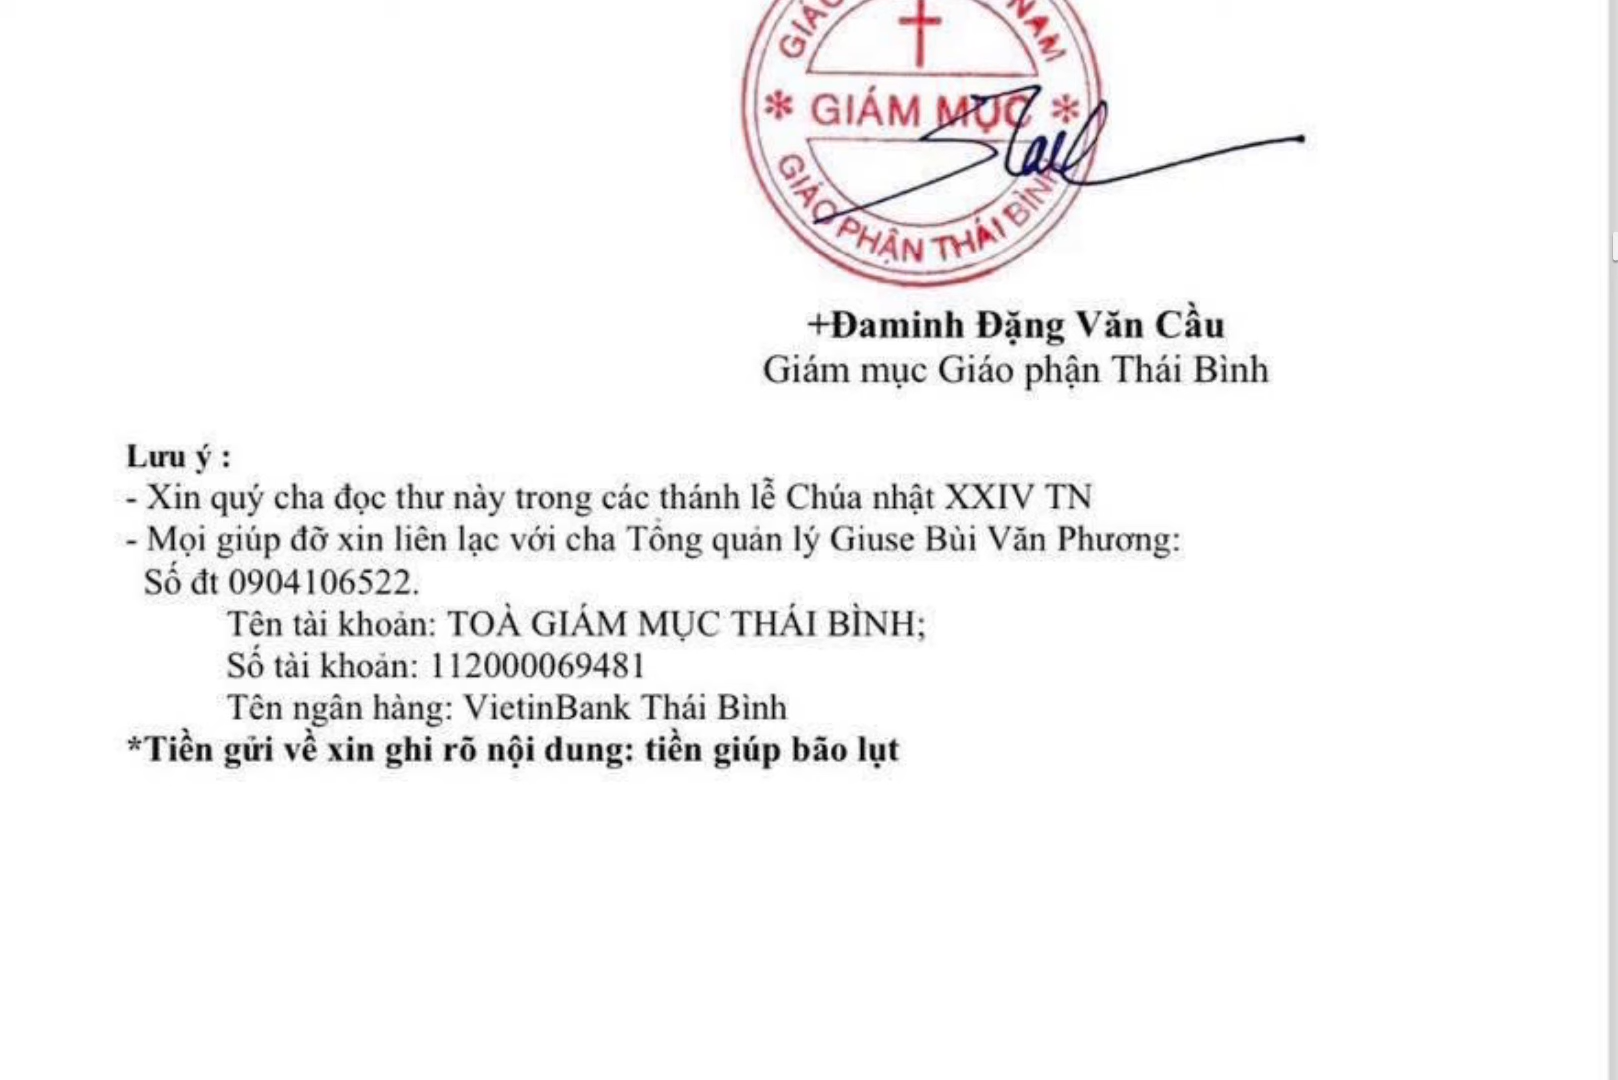 NAM
* GIÁM MỤC *
GIÁO PHẬN THÁI BÌNH
+Đaminh Đặng Văn Cầu
Giám mục Giáo phận Thái Bình
Lưu ý :
- Xin quý cha đọc thư này trong các thánh lễ Chúa nhật XXIV TN
- Mọi giúp đỡ xin liên lạc với cha Tổng quản lý Giuse Bùi Văn Phương:
Số đt 0904106522.
Tên tài khoản: TOÀ GIÁM MỤC THÁI BÌNH;
Số tài khoản: 112000069481
Tên ngân hàng: VietinBank Thái Bình
*Tiền gửi về xin ghi rõ nội dung: tiền giúp bão lụt